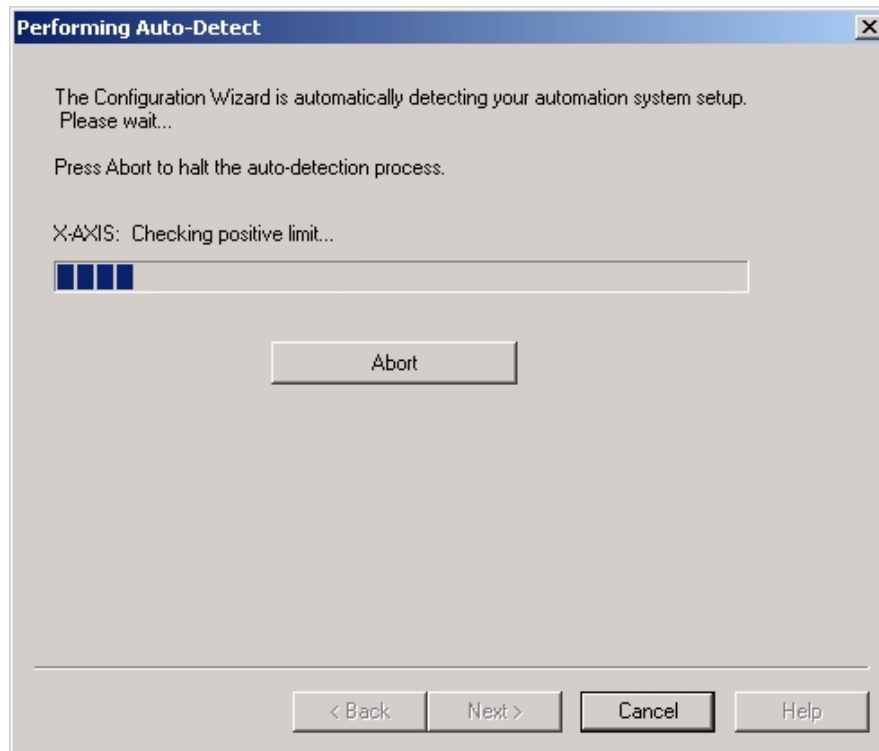 Performing Auto-Detect
The Configuration Wizard is automatically detecting your automation system setup.
Please wait...
Press Abort to halt the auto-detection process.
X-AXIS: Checking positive limit...
Abort
< Back
Next >
Cancel
Help